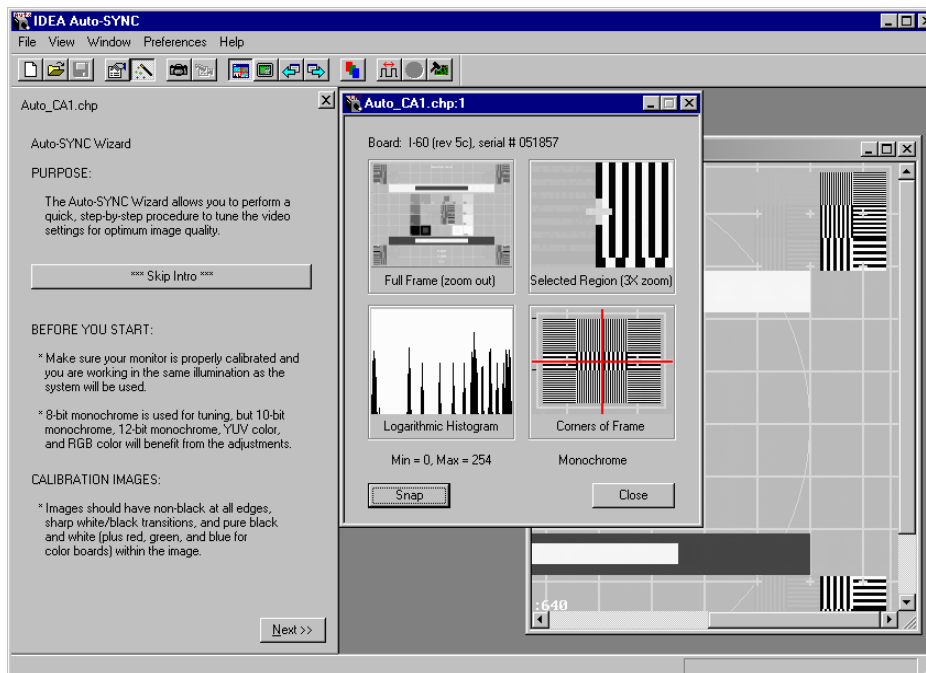 IDEA Auto-SYNC
File View Window Preferences Help
Auto_CA1.chp
Auto-SYNC Wizard
PURPOSE:
The Auto-SYNC Wizard allows you to perform a
quick, step-by-step procedure to tune the video
settings for optimum image quality.
*** Skip Intro ***
BEFORE YOU START:
* Make sure your monitor is properly calibrated and
you are working in the same illumination as the
system will be used.
* 8-bit monochrome is used for tuning, but 10-bit
monochrome, 12-bit monochrome, YUV color,
and RGB color will benefit from the adjustments.
CALIBRATION IMAGES:
* Images should have non-black at all edges,
sharp white/black transitions, and pure black
and white (plus red, green, and blue for
color boards) within the image.
Next >>
Auto_CA1.chp:1
Board: I-60 (rev 5c), serial # 051857
Full Frame (zoom out)
Selected Region (3X zoom)
Logarithmic Histogram
Corners of Frame
Min = 0, Max = 254
Monochrome
Snap
Close
:640